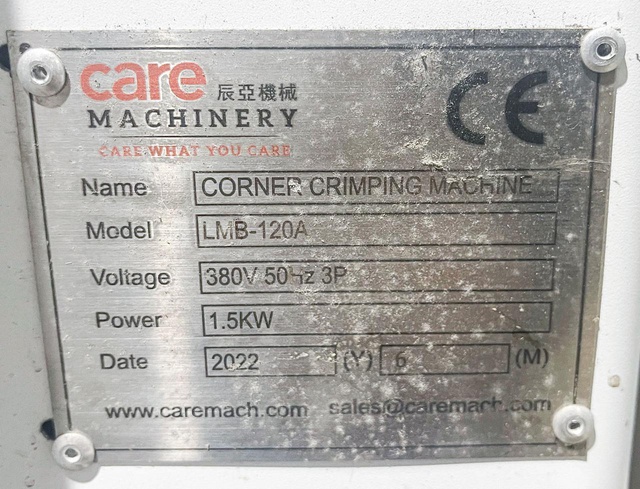 care 辰亞機械
MACHINERY
CARE WHAT YOU CARE
CE
Name CORNER CRIMPING MACHINE
Model LMB-120A
Voltage 380V 50Hz 3P
Power 1.5KW
Date 2022 (Y) 6 (M)
www.caremach.com sales@caremach.com